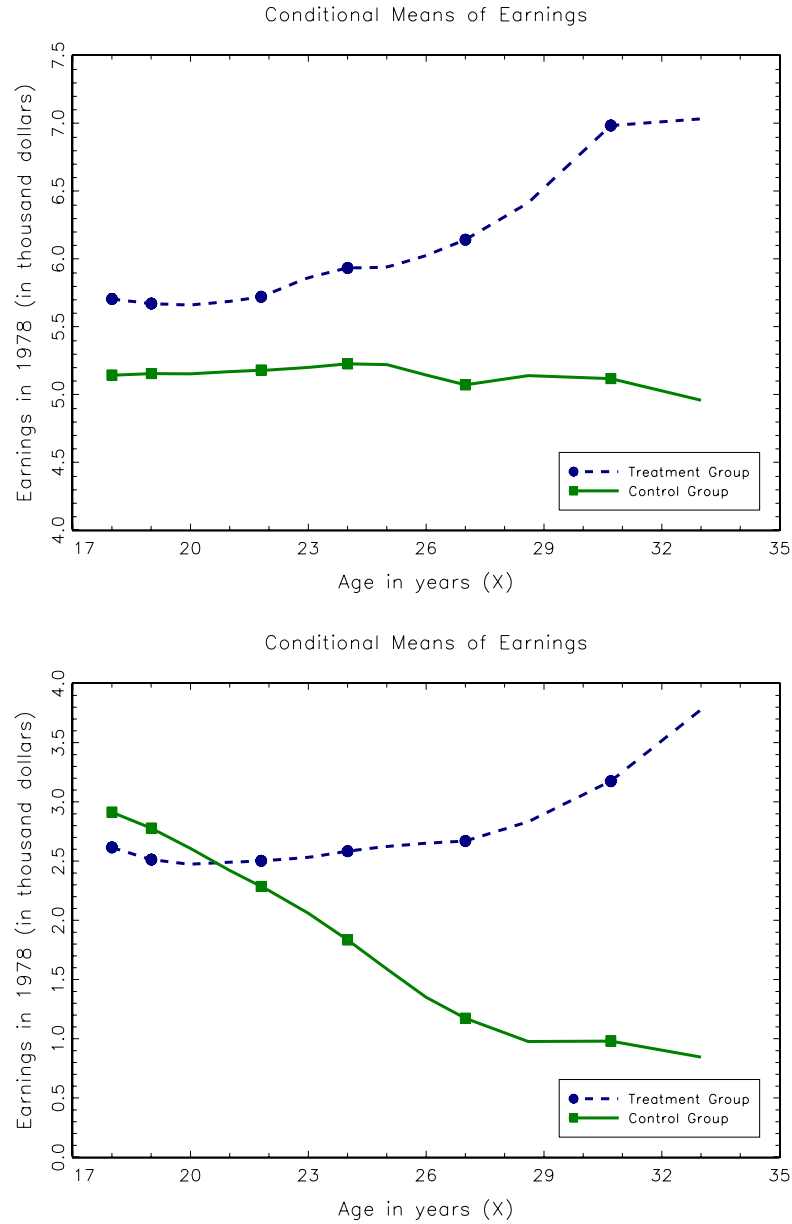 Conditional Means of Earnings
Earnings in 1978 (in thousand dollars)
7.5
7.0
6.5
6.0
5.5
5.0
4.5
4.0
17 20 23 26 29 32 35
Age in years (X)
Treatment Group
Control Group
Conditional Means of Earnings
Earnings in 1978 (in thousand dollars)
4.0
3.5
3.0
2.5
2.0
1.5
1.0
0.5
0.0
17 20 23 26 29 32 35
Age in years (X)
Treatment Group
Control Group